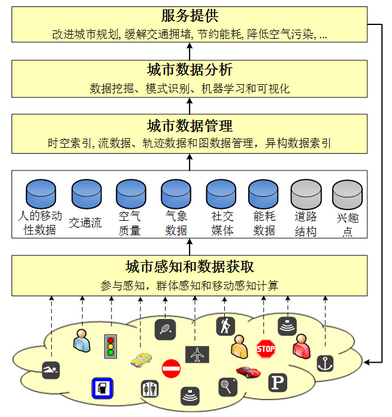 服务提供
改进城市规划, 缓解交通拥堵, 节约能耗, 降低空气污染, ...
城市数据分析
数据挖掘、模式识别、机器学习和可视化
城市数据管理
时空索引, 流数据、轨迹数据和图数据管理，异构数据索引
人的移动
性数据
交通流
空气
质量
气象
数据
社交
媒体
能耗
数据
道路
结构
兴趣
点
城市感知和数据获取
参与感知，群体感知和移动感知计算
STOP
P